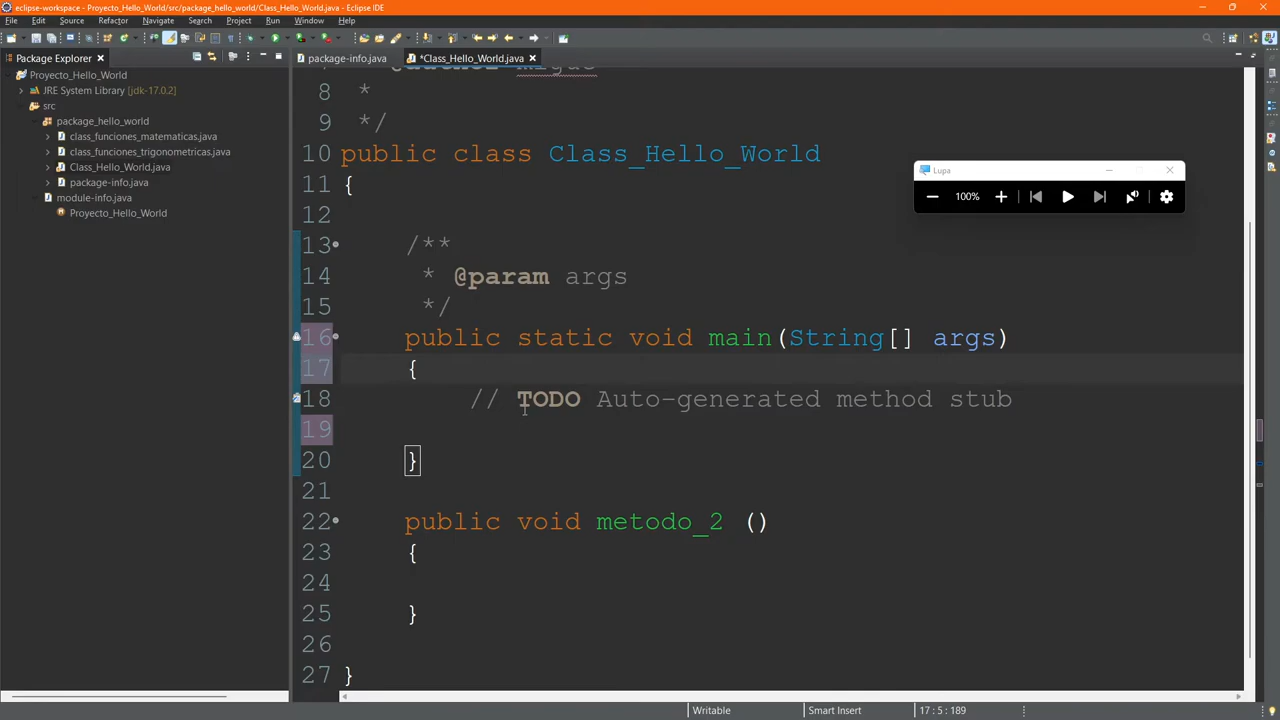 eclipse-workspace - Proyecto_Hello_World/src/package_hello_world/Class_Hello_World.java - Eclipse IDE
File Edit Source Refactor Navigate Search Project Run Window Help
Package Explorer
package-info.java
*Class_Hello_World.java
Proyecto_Hello_World
JRE System Library [jdk-17.0.2]
src
package_hello_world
class_funciones_matematicas.java
class_funciones_trigonometricas.java
Class_Hello_World.java
package-info.java
module-info.java
Proyecto_Hello_World
8 *
9 */
10 public class Class_Hello_World
11 {
12
13 /**
14 * @param args
15 */
16 public static void main(String[] args)
17 {
18 // TODO Auto-generated method stub
19
20 }
21
22 public void metodo_2 ()
23 {
24
25 }
26
27 }
Lupa
100%
Writable
Smart Insert
17 : 5 : 189